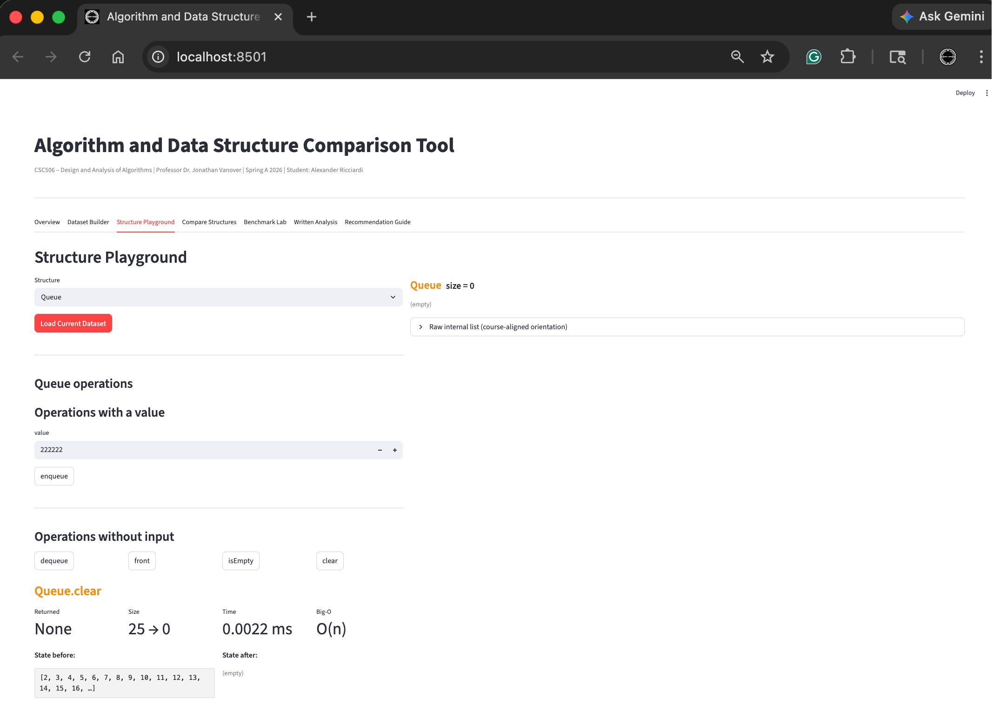 Algorithm and Data Structure
Ask Gemini
localhost:8501
Deploy
Algorithm and Data Structure Comparison Tool
CSC506 – Design and Analysis of Algorithms | Professor Dr. Jonathan Vanover | Spring A 2026 | Student: Alexander Ricciardi
Overview Dataset Builder Structure Playground Compare Structures Benchmark Lab Written Analysis Recommendation Guide
Structure Playground
Structure
Queue
Load Current Dataset
Queue size = 0
(empty)
Raw internal list (course-aligned orientation)
Queue operations
Operations with a value
value
222222
enqueue
Operations without input
dequeue front isEmpty clear
Queue.clear
Returned Size Time Big-O
None 25 → 0 0.0022 ms O(n)
State before: State after:
[2, 3, 4, 5, 6, 7, 8, 9, 10, 11, 12, 13,
14, 15, 16, …]
(empty)